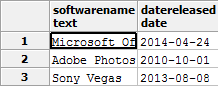 softwarename datereleased
text date
1 Microsoft Of 2014-04-24
2 Adobe Photos 2010-10-01
3 Sony Vegas 2013-08-08